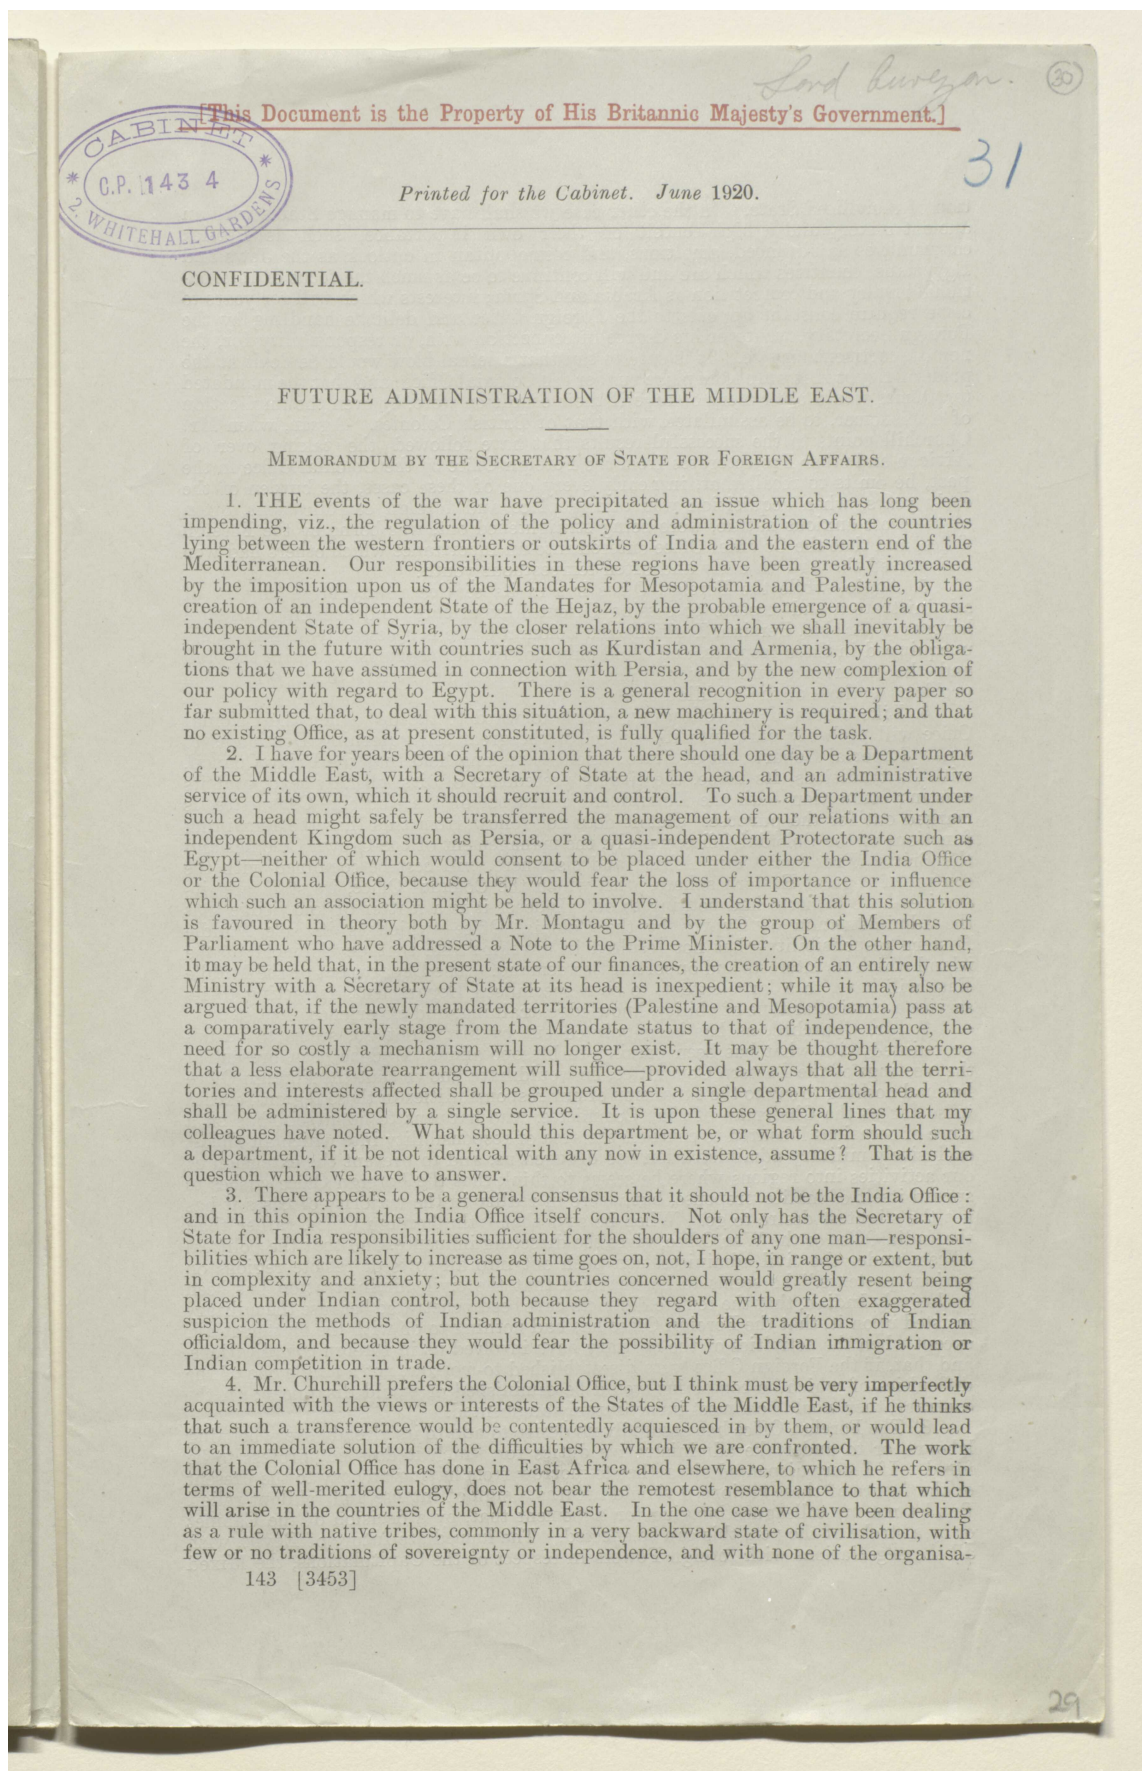 Lord Curzon.
30
[This Document is the Property of His Britannic Majesty's Government.]
CABINET
C.P. 143 4
2, WHITEHALL GARDENS
31
Printed for the Cabinet. June 1920.
CONFIDENTIAL.
FUTURE ADMINISTRATION OF THE MIDDLE EAST.
MEMORANDUM BY THE SECRETARY OF STATE FOR FOREIGN AFFAIRS.
1. THE events of the war have precipitated an issue which has long been
impending, viz., the regulation of the policy and administration of the countries
lying between the western frontiers or outskirts of India and the eastern end of the
Mediterranean. Our responsibilities in these regions have been greatly increased
by the imposition upon us of the Mandates for Mesopotamia and Palestine, by the
creation of an independent State of the Hejaz, by the probable emergence of a quasi-
independent State of Syria, by the closer relations into which we shall inevitably be
brought in the future with countries such as Kurdistan and Armenia, by the obliga-
tions that we have assumed in connection with Persia, and by the new complexion of
our policy with regard to Egypt. There is a general recognition in every paper so
far submitted that, to deal with this situation, a new machinery is required; and that
no existing Office, as at present constituted, is fully qualified for the task.
2. I have for years been of the opinion that there should one day be a Department
of the Middle East, with a Secretary of State at the head, and an administrative
service of its own, which it should recruit and control. To such a Department under
such a head might safely be transferred the management of our relations with an
independent Kingdom such as Persia, or a quasi-independent Protectorate such as
Egypt—neither of which would consent to be placed under either the India Office
or the Colonial Office, because they would fear the loss of importance or influence
which such an association might be held to involve. I understand that this solution
is favoured in theory both by Mr. Montagu and by the group of Members of
Parliament who have addressed a Note to the Prime Minister. On the other hand,
it may be held that, in the present state of our finances, the creation of an entirely new
Ministry with a Secretary of State at its head is inexpedient; while it may also be
argued that, if the newly mandated territories (Palestine and Mesopotamia) pass at
a comparatively early stage from the Mandate status to that of independence, the
need for so costly a mechanism will no longer exist. It may be thought therefore
that a less elaborate rearrangement will suffice—provided always that all the terri-
tories and interests affected shall be grouped under a single departmental head and
shall be administered by a single service. It is upon these general lines that my
colleagues have noted. What should this department be, or what form should such
a department, if it be not identical with any now in existence, assume? That is the
question which we have to answer.
3. There appears to be a general consensus that it should not be the India Office:
and in this opinion the India Office itself concurs. Not only has the Secretary of
State for India responsibilities sufficient for the shoulders of any one man—responsi-
bilities which are likely to increase as time goes on, not, I hope, in range or extent, but
in complexity and anxiety; but the countries concerned would greatly resent being
placed under Indian control, both because they regard with often exaggerated
suspicion the methods of Indian administration and the traditions of Indian
officialdom, and because they would fear the possibility of Indian immigration or
Indian competition in trade.
4. Mr. Churchill prefers the Colonial Office, but I think must be very imperfectly
acquainted with the views or interests of the States of the Middle East, if he thinks
that such a transference would be contentedly acquiesced in by them, or would lead
to an immediate solution of the difficulties by which we are confronted. The work
that the Colonial Office has done in East Africa and elsewhere, to which he refers in
terms of well-merited eulogy, does not bear the remotest resemblance to that which
will arise in the countries of the Middle East. In the one case we have been dealing
as a rule with native tribes, commonly in a very backward state of civilisation, with
few or no traditions of sovereignty or independence, and with none of the organisa-
143 [3453]
29